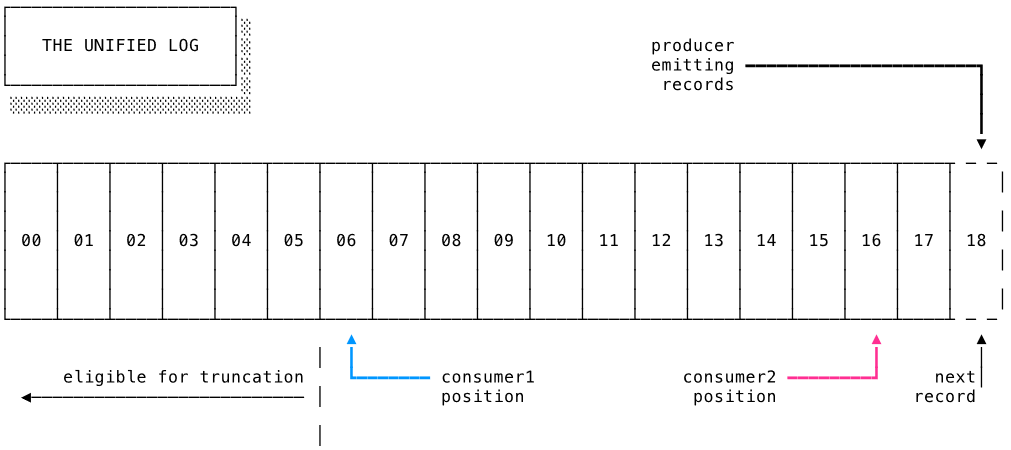 THE UNIFIED LOG
producer
emitting
records
00 01 02 03 04 05 06 07 08 09 10 11 12 13 14 15 16 17 18
eligible for truncation
consumer1
position
consumer2
position
next
record